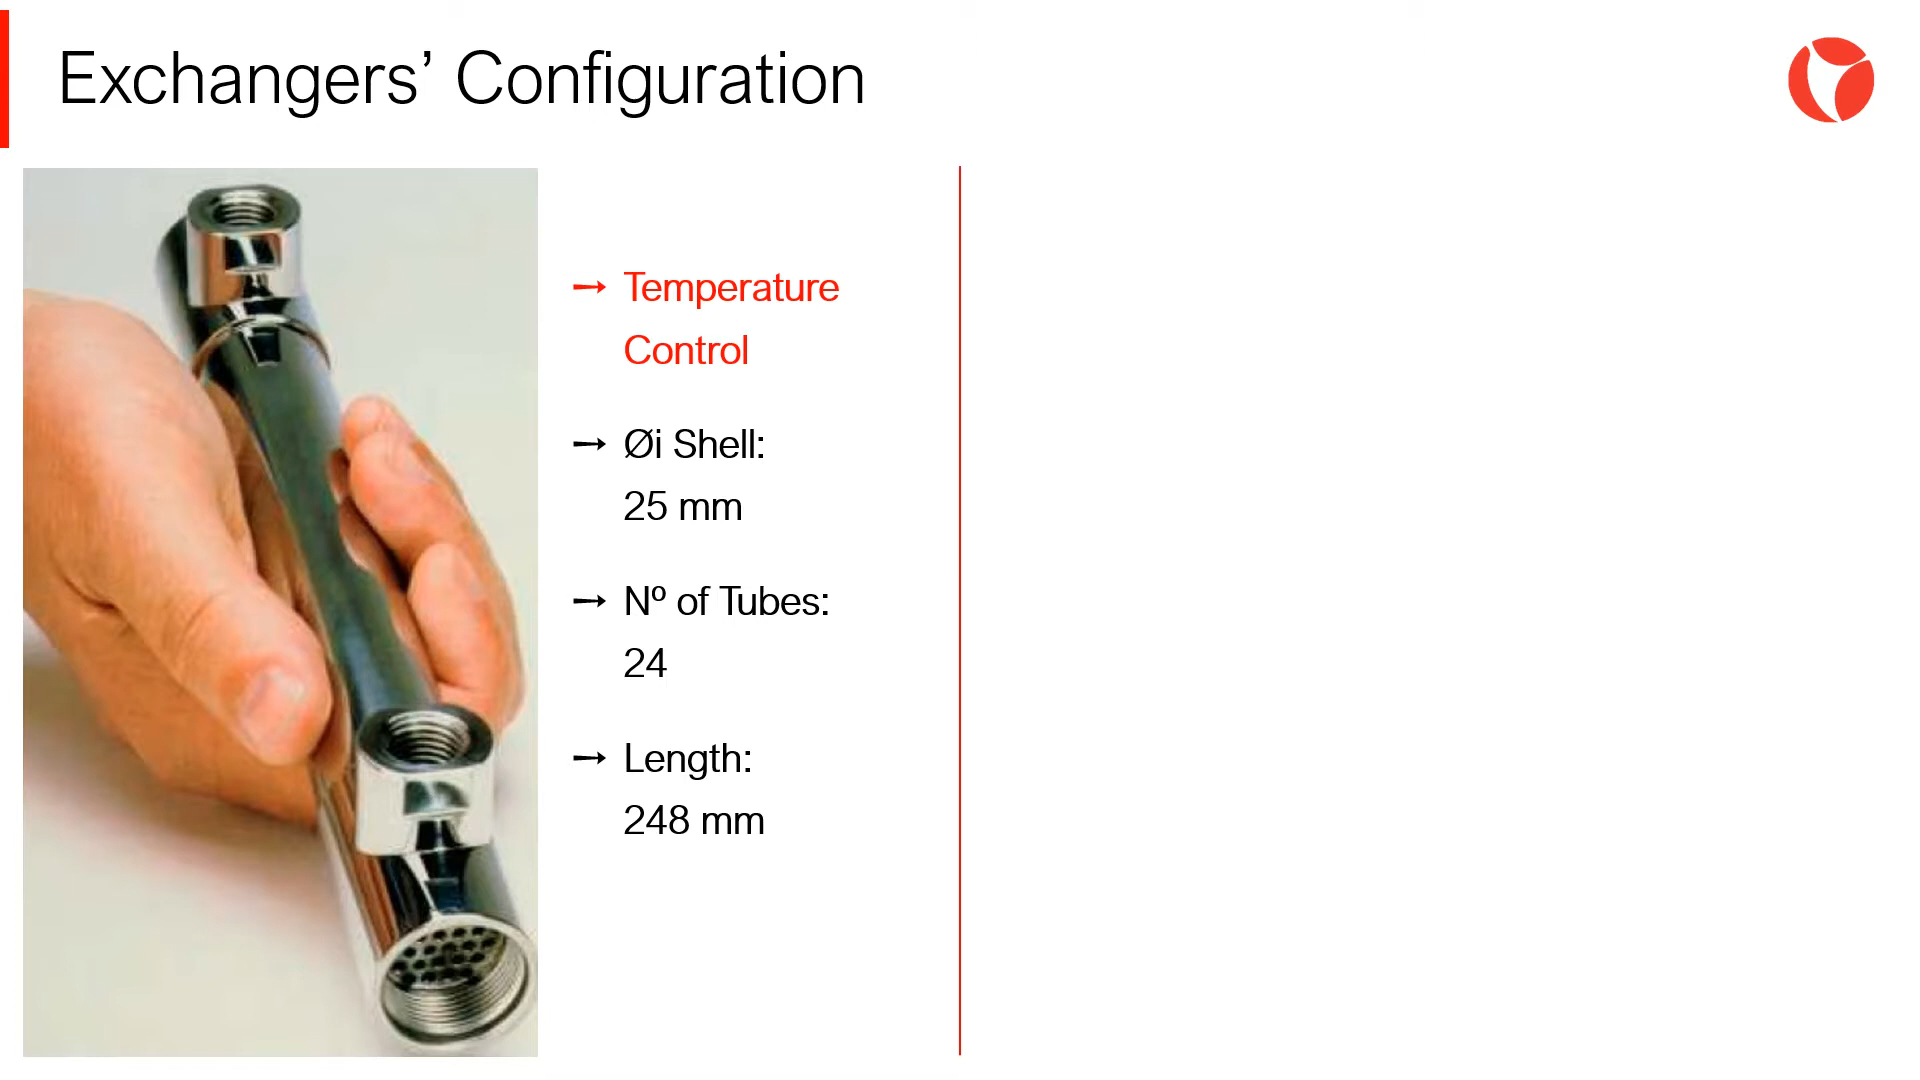 Exchangers’ Configuration
→ Temperature
Control
→ Øi Shell:
25 mm
→ Nº of Tubes:
24
→ Length:
248 mm